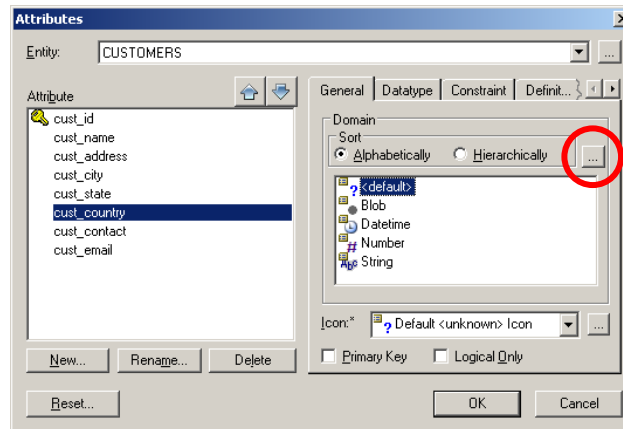 Attributes
Entity: CUSTOMERS ...
Attribute
cust_id
cust_name
cust_address
cust_city
cust_state
cust_country
cust_contact
cust_email
New... Rename... Delete
General Datatype Constraint Definit...
Domain
Sort
Alphabetically Hierarchically ...
<default>
Blob
Datetime
Number
String
Icon:* Default <unknown> Icon ...
Primary Key Logical Only
Reset... OK Cancel